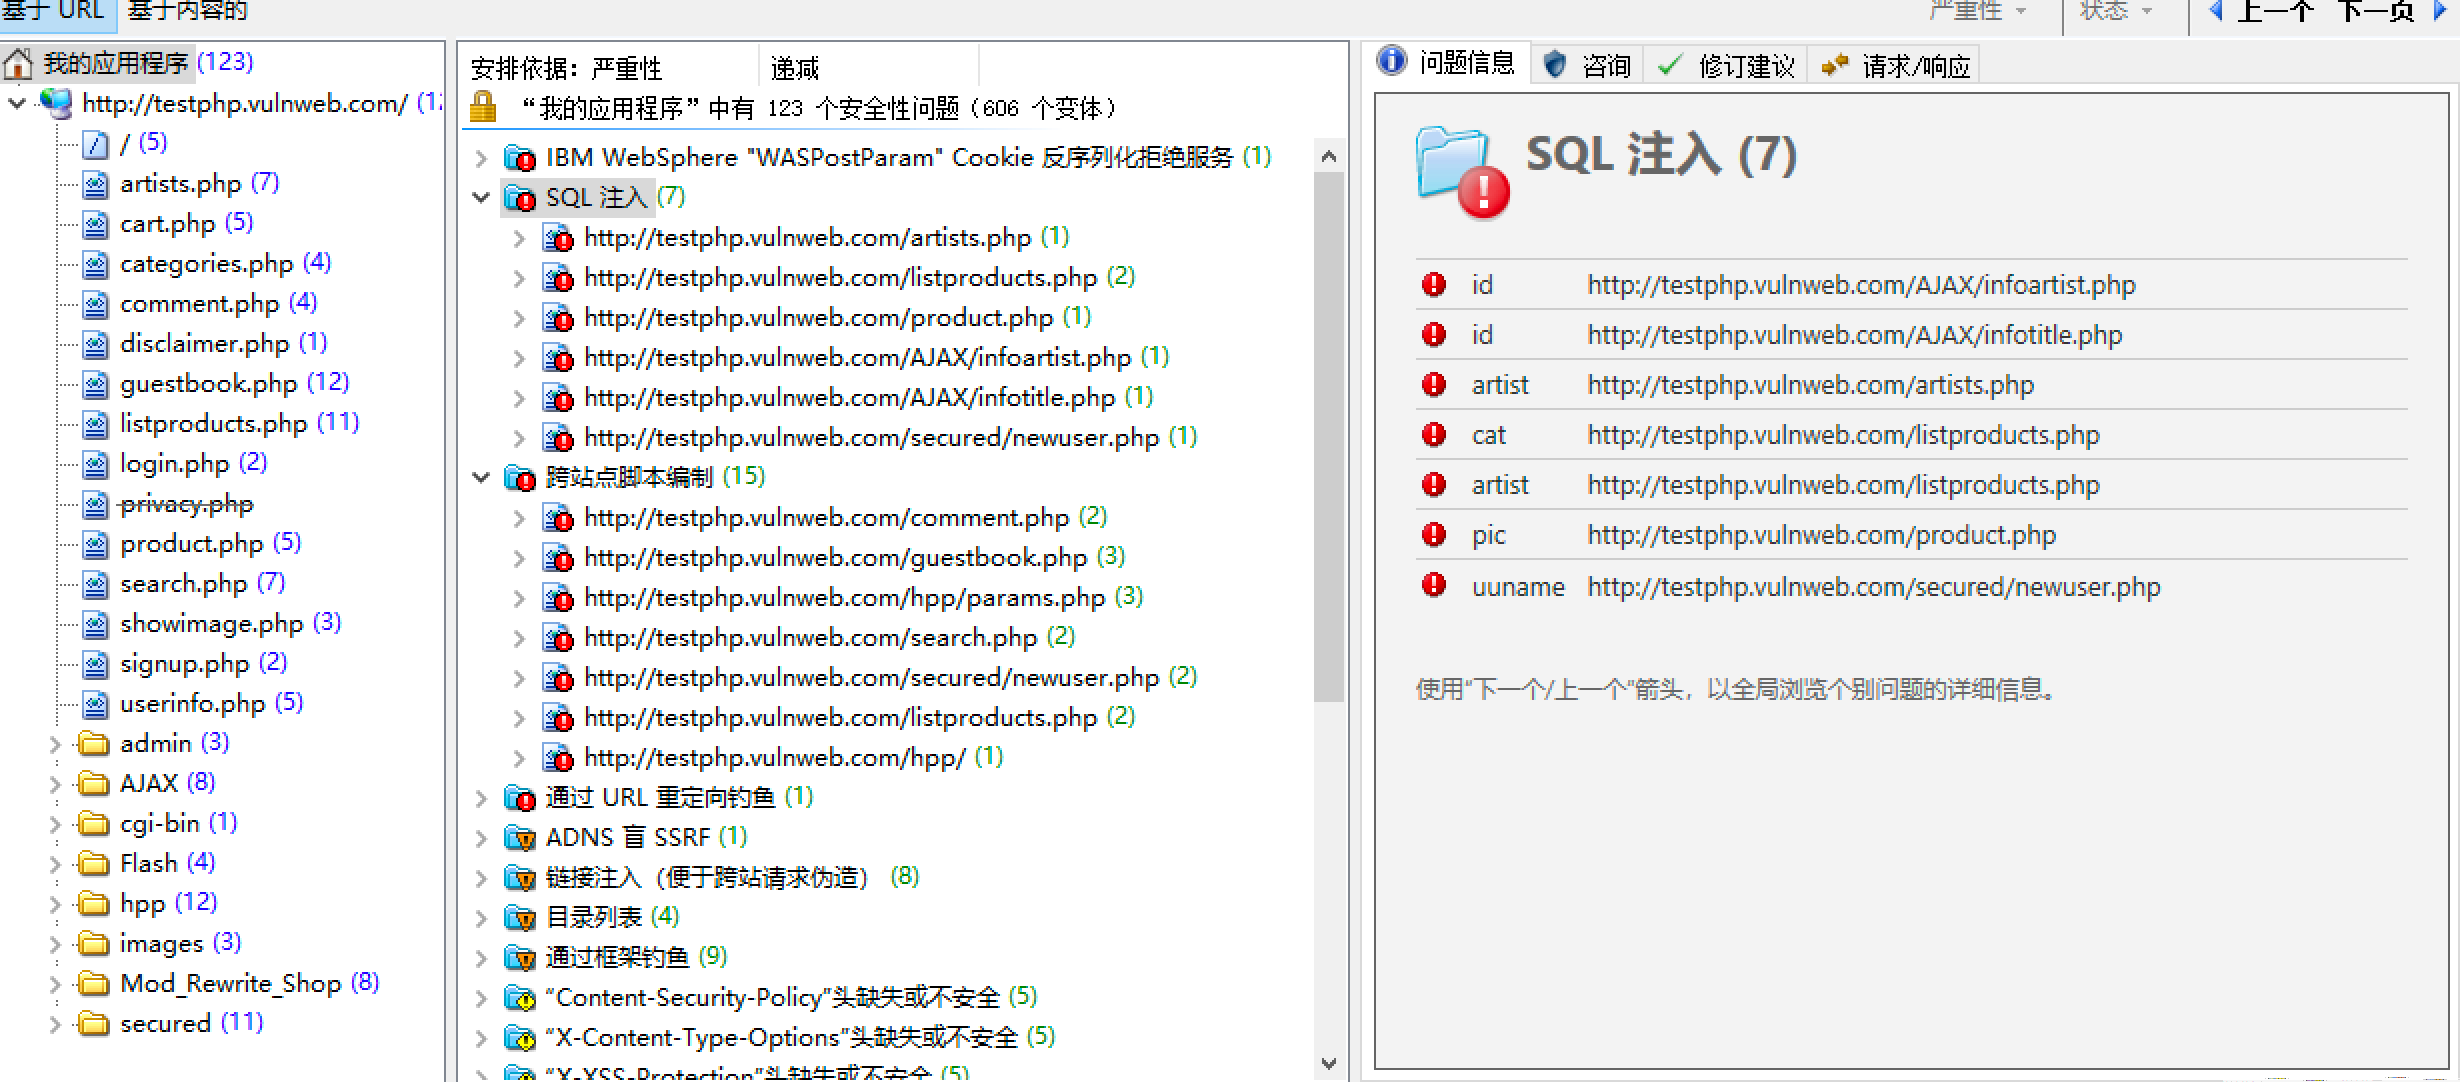 基于 URL 基于内容的
严重性 状态 上一个 下一页
我的应用程序 (123)
http://testphp.vulnweb.com/
/ (5)
artists.php (7)
cart.php (5)
categories.php (4)
comment.php (4)
disclaimer.php (1)
guestbook.php (12)
listproducts.php (11)
login.php (2)
privacy.php
product.php (5)
search.php (7)
showimage.php (3)
signup.php (2)
userinfo.php (5)
admin (3)
AJAX (8)
cgi-bin (1)
Flash (4)
hpp (12)
images (3)
Mod_Rewrite_Shop (8)
secured (11)
安排依据：严重性 递减
“我的应用程序”中有 123 个安全性问题（606 个变体）
IBM WebSphere "WASPostParam" Cookie 反序列化拒绝服务 (1)
SQL 注入 (7)
http://testphp.vulnweb.com/artists.php (1)
http://testphp.vulnweb.com/listproducts.php (2)
http://testphp.vulnweb.com/product.php (1)
http://testphp.vulnweb.com/AJAX/infoartist.php (1)
http://testphp.vulnweb.com/AJAX/infotitle.php (1)
http://testphp.vulnweb.com/secured/newuser.php (1)
跨站点脚本编制 (15)
http://testphp.vulnweb.com/comment.php (2)
http://testphp.vulnweb.com/guestbook.php (3)
http://testphp.vulnweb.com/hpp/params.php (3)
http://testphp.vulnweb.com/search.php (2)
http://testphp.vulnweb.com/secured/newuser.php (2)
http://testphp.vulnweb.com/listproducts.php (2)
http://testphp.vulnweb.com/hpp/ (1)
通过 URL 重定向钓鱼 (1)
ADNS 盲 SSRF (1)
链接注入（便于跨站请求伪造） (8)
目录列表 (4)
通过框架钓鱼 (9)
“Content-Security-Policy”头缺失或不安全 (5)
“X-Content-Type-Options”头缺失或不安全 (5)
“X-XSS-Protection”头缺失或不安全 (5)
问题信息 咨询 修订建议 请求/响应
SQL 注入 (7)
id http://testphp.vulnweb.com/AJAX/infoartist.php
id http://testphp.vulnweb.com/AJAX/infotitle.php
artist http://testphp.vulnweb.com/artists.php
cat http://testphp.vulnweb.com/listproducts.php
artist http://testphp.vulnweb.com/listproducts.php
pic http://testphp.vulnweb.com/product.php
uuname http://testphp.vulnweb.com/secured/newuser.php
使用“下一个/上一个”箭头，以全局浏览个别问题的详细信息。